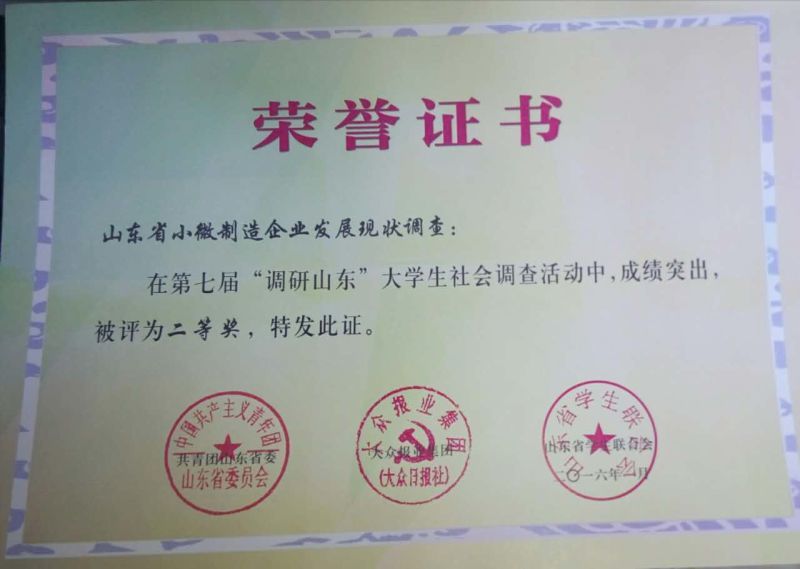 荣誉证书
山东省小微制造企业发展现状调查：
在第七届“调研山东”大学生社会调查活动中，成绩突出，
被评为二等奖，特发此证。
中国共产主义青年团
共青团山东省委
山东省委员会
大众报业集团
大众报业集团
（大众日报社）
山东省学生联合会
山东省学生联合会
二〇一六年 月